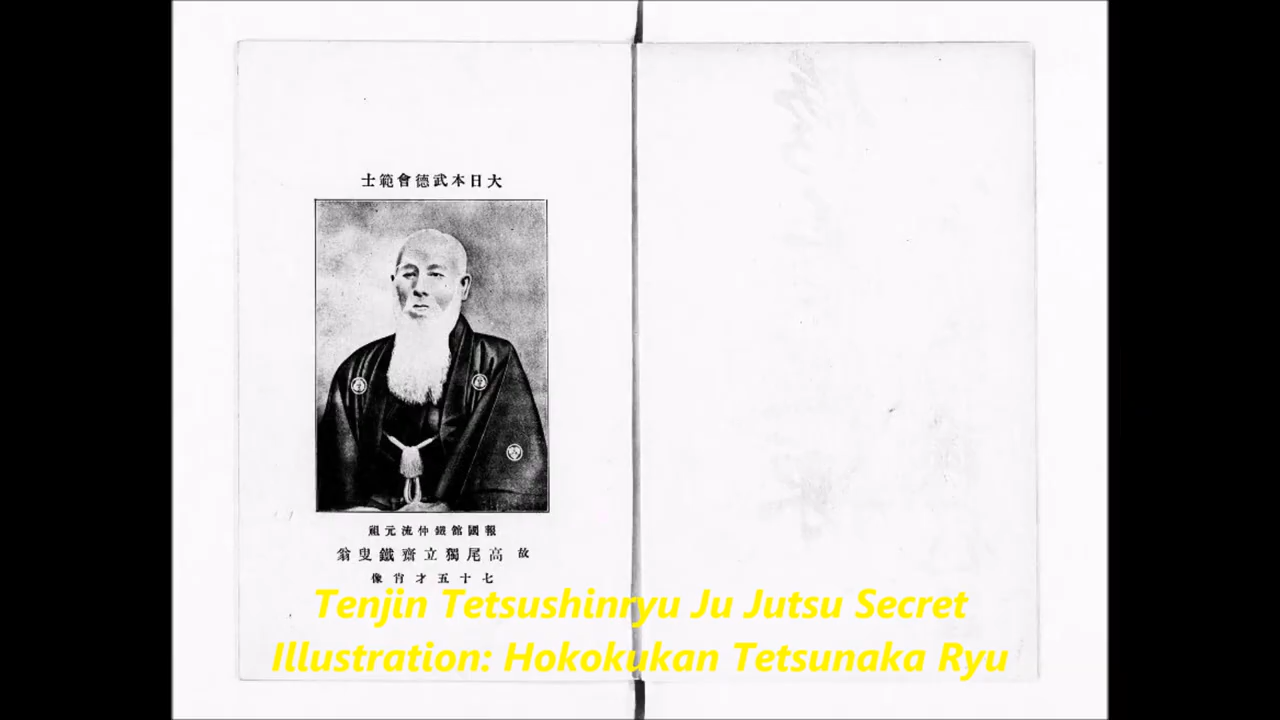 大日本武德會範士
報國館鐵仲流元祖
故 高尾獨立齋鐵叟翁
七十五才肖像
Tenjin Tetsushinryu Ju Jutsu Secret
Illustration: Hokokukan Tetsunaka Ryu